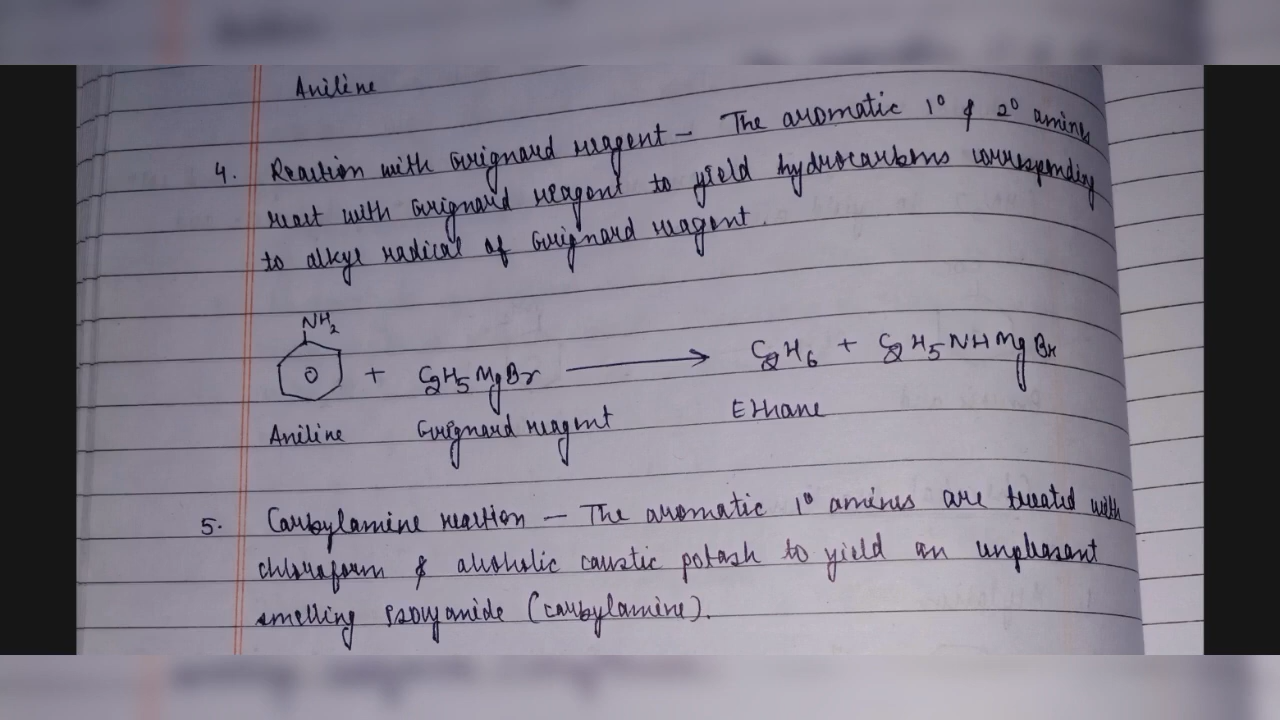 Aniline
4. Reaction with Grignard reagent – The aromatic 1° & 2° amines
react with Grignard reagent to yield hydrocarbons corresponding
to alkyl radical of Grignard reagent.
NH₂
+ C₂H₅MgBr ⟶ C₂H₆ + C₂H₅NHMgBr
Aniline Grignard reagent Ethane
5. Carbylamine reaction – The aromatic 1° amines are treated with
chloroform & alcoholic caustic potash to yield an unpleasant
smelling isocyanide (carbylamine).